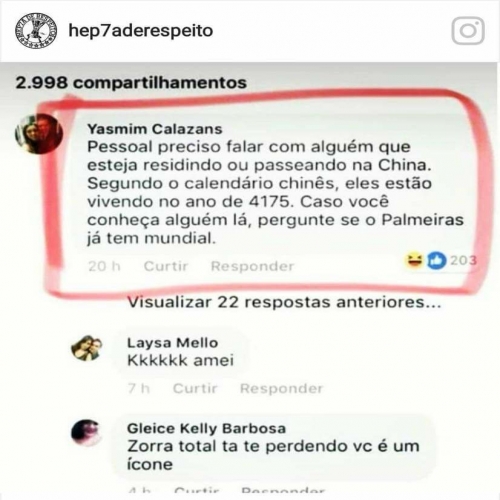 hep7aderespeito
2.998 compartilhamentos
Yasmim Calazans
Pessoal preciso falar com alguém que
esteja residindo ou passeando na China.
Segundo o calendário chinês, eles estão
vivendo no ano de 4175. Caso você
conheça alguém lá, pergunte se o Palmeiras
já tem mundial.
20 h Curtir Responder 203
Visualizar 22 respostas anteriores...
Laysa Mello
Kkkkkk amei
7 h Curtir Responder
Gleice Kelly Barbosa
Zorra total ta te perdendo vc é um
ícone
4 h Curtir Responder